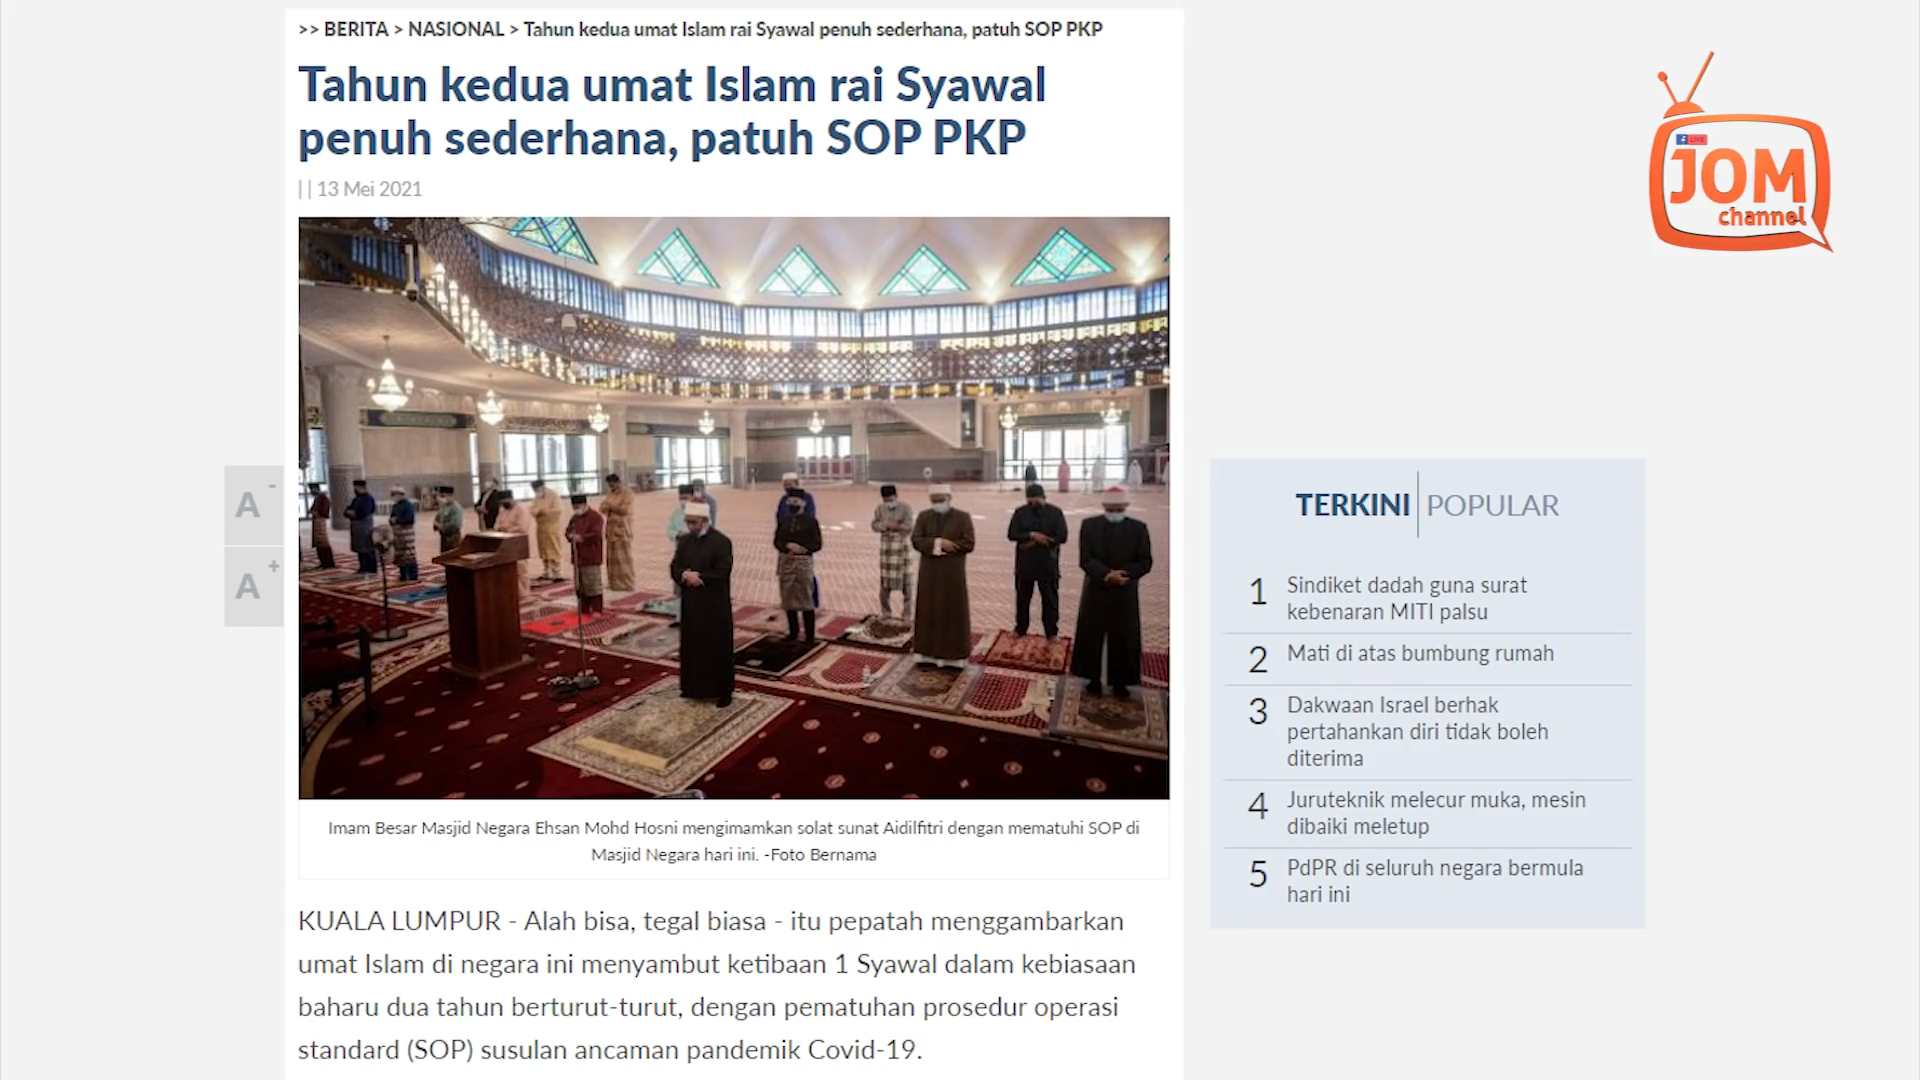 >> BERITA > NASIONAL > Tahun kedua umat Islam rai Syawal penuh sederhana, patuh SOP PKP
Tahun kedua umat Islam rai Syawal
penuh sederhana, patuh SOP PKP
|| 13 Mei 2021
LIVE
JOM
channel
A -
A +
Imam Besar Masjid Negara Ehsan Mohd Hosni mengimamkan solat sunat Aidilfitri dengan mematuhi SOP di
Masjid Negara hari ini. -Foto Bernama
KUALA LUMPUR - Alah bisa, tegal biasa - itu pepatah menggambarkan
umat Islam di negara ini menyambut ketibaan 1 Syawal dalam kebiasaan
baharu dua tahun berturut-turut, dengan pematuhan prosedur operasi
standard (SOP) susulan ancaman pandemik Covid-19.
TERKINI | POPULAR
1 Sindiket dadah guna surat
kebenaran MITI palsu
2 Mati di atas bumbung rumah
3 Dakwaan Israel berhak
pertahankan diri tidak boleh
diterima
4 Juruteknik melecur muka, mesin
dibaiki meletup
5 PdPR di seluruh negara bermula
hari ini